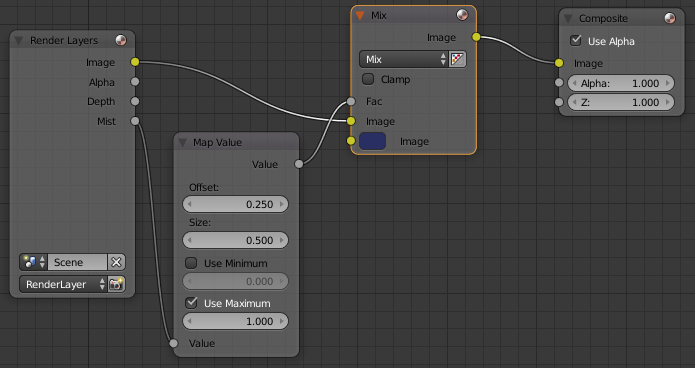 Render Layers
Image
Alpha
Depth
Mist
Scene
RenderLayer
Map Value
Value
Offset:
0.250
Size:
0.500
Use Minimum
0.000
Use Maximum
1.000
Value
Mix
Image
Mix
Clamp
Fac
Image
Image
Composite
Use Alpha
Image
Alpha: 1.000
Z: 1.000